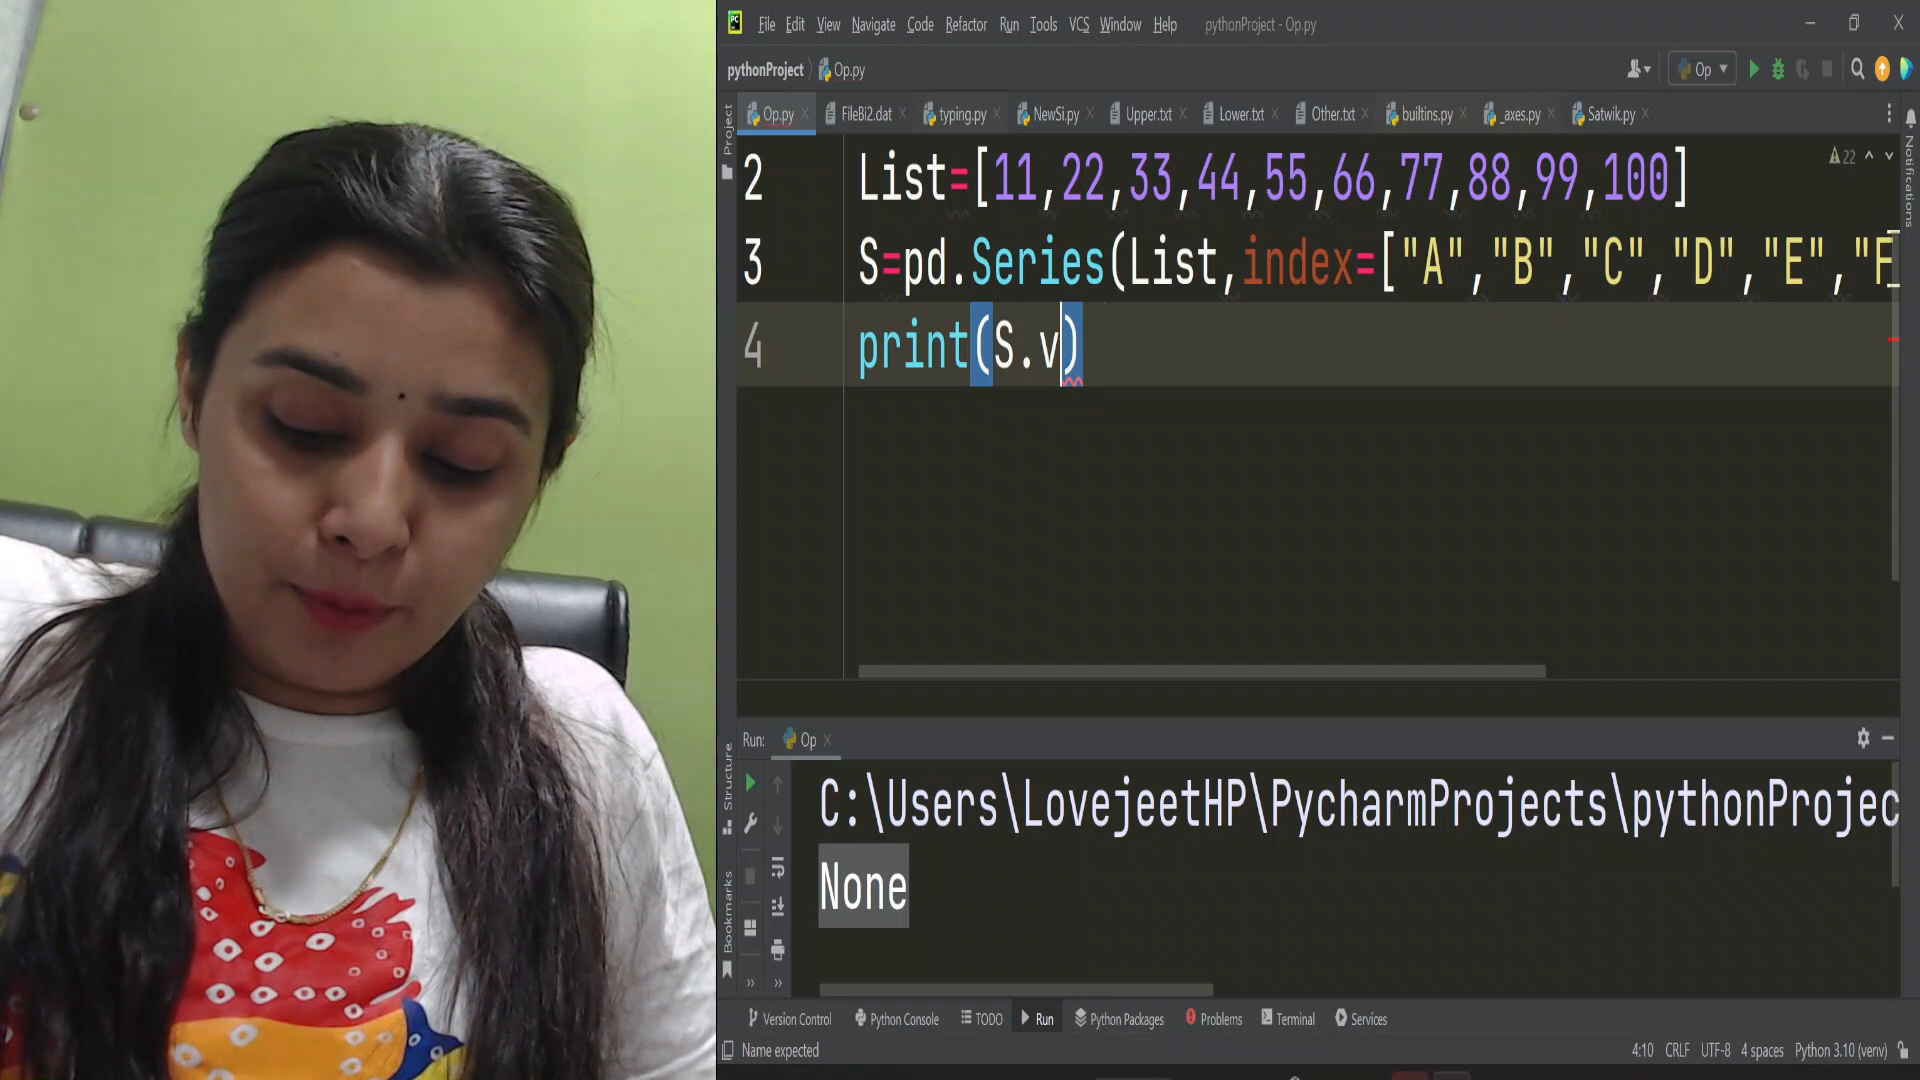 PC File Edit View Navigate Code Refactor Run Tools VCS Window Help pythonProject - Op.py
pythonProject Op.py Op
Op.py FileBi2.dat typing.py NewSi.py Upper.txt Lower.txt Other.txt builtins.py _axes.py Satwik.py
Project
Notifications
22
2 List=[11,22,33,44,55,66,77,88,99,100]
3 S=pd.Series(List,index=["A","B","C","D","E","F
4 print(S.v)
Run: Op
Structure
Bookmarks
C:\Users\LovejeetHP\PycharmProjects\pythonProjec
None
Version Control Python Console TODO Run Python Packages Problems Terminal Services
Name expected 4:10 CRLF UTF-8 4 spaces Python 3.10 (venv)